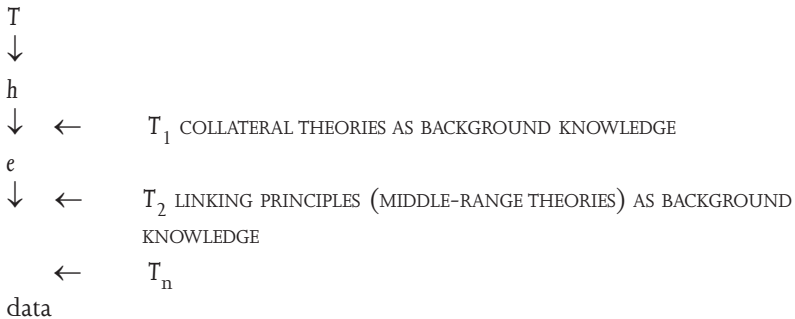 T
↓
h
↓ ← T₁ COLLATERAL THEORIES AS BACKGROUND KNOWLEDGE
e
↓ ← T₂ LINKING PRINCIPLES (MIDDLE-RANGE THEORIES) AS BACKGROUND
KNOWLEDGE
← Tₙ
data